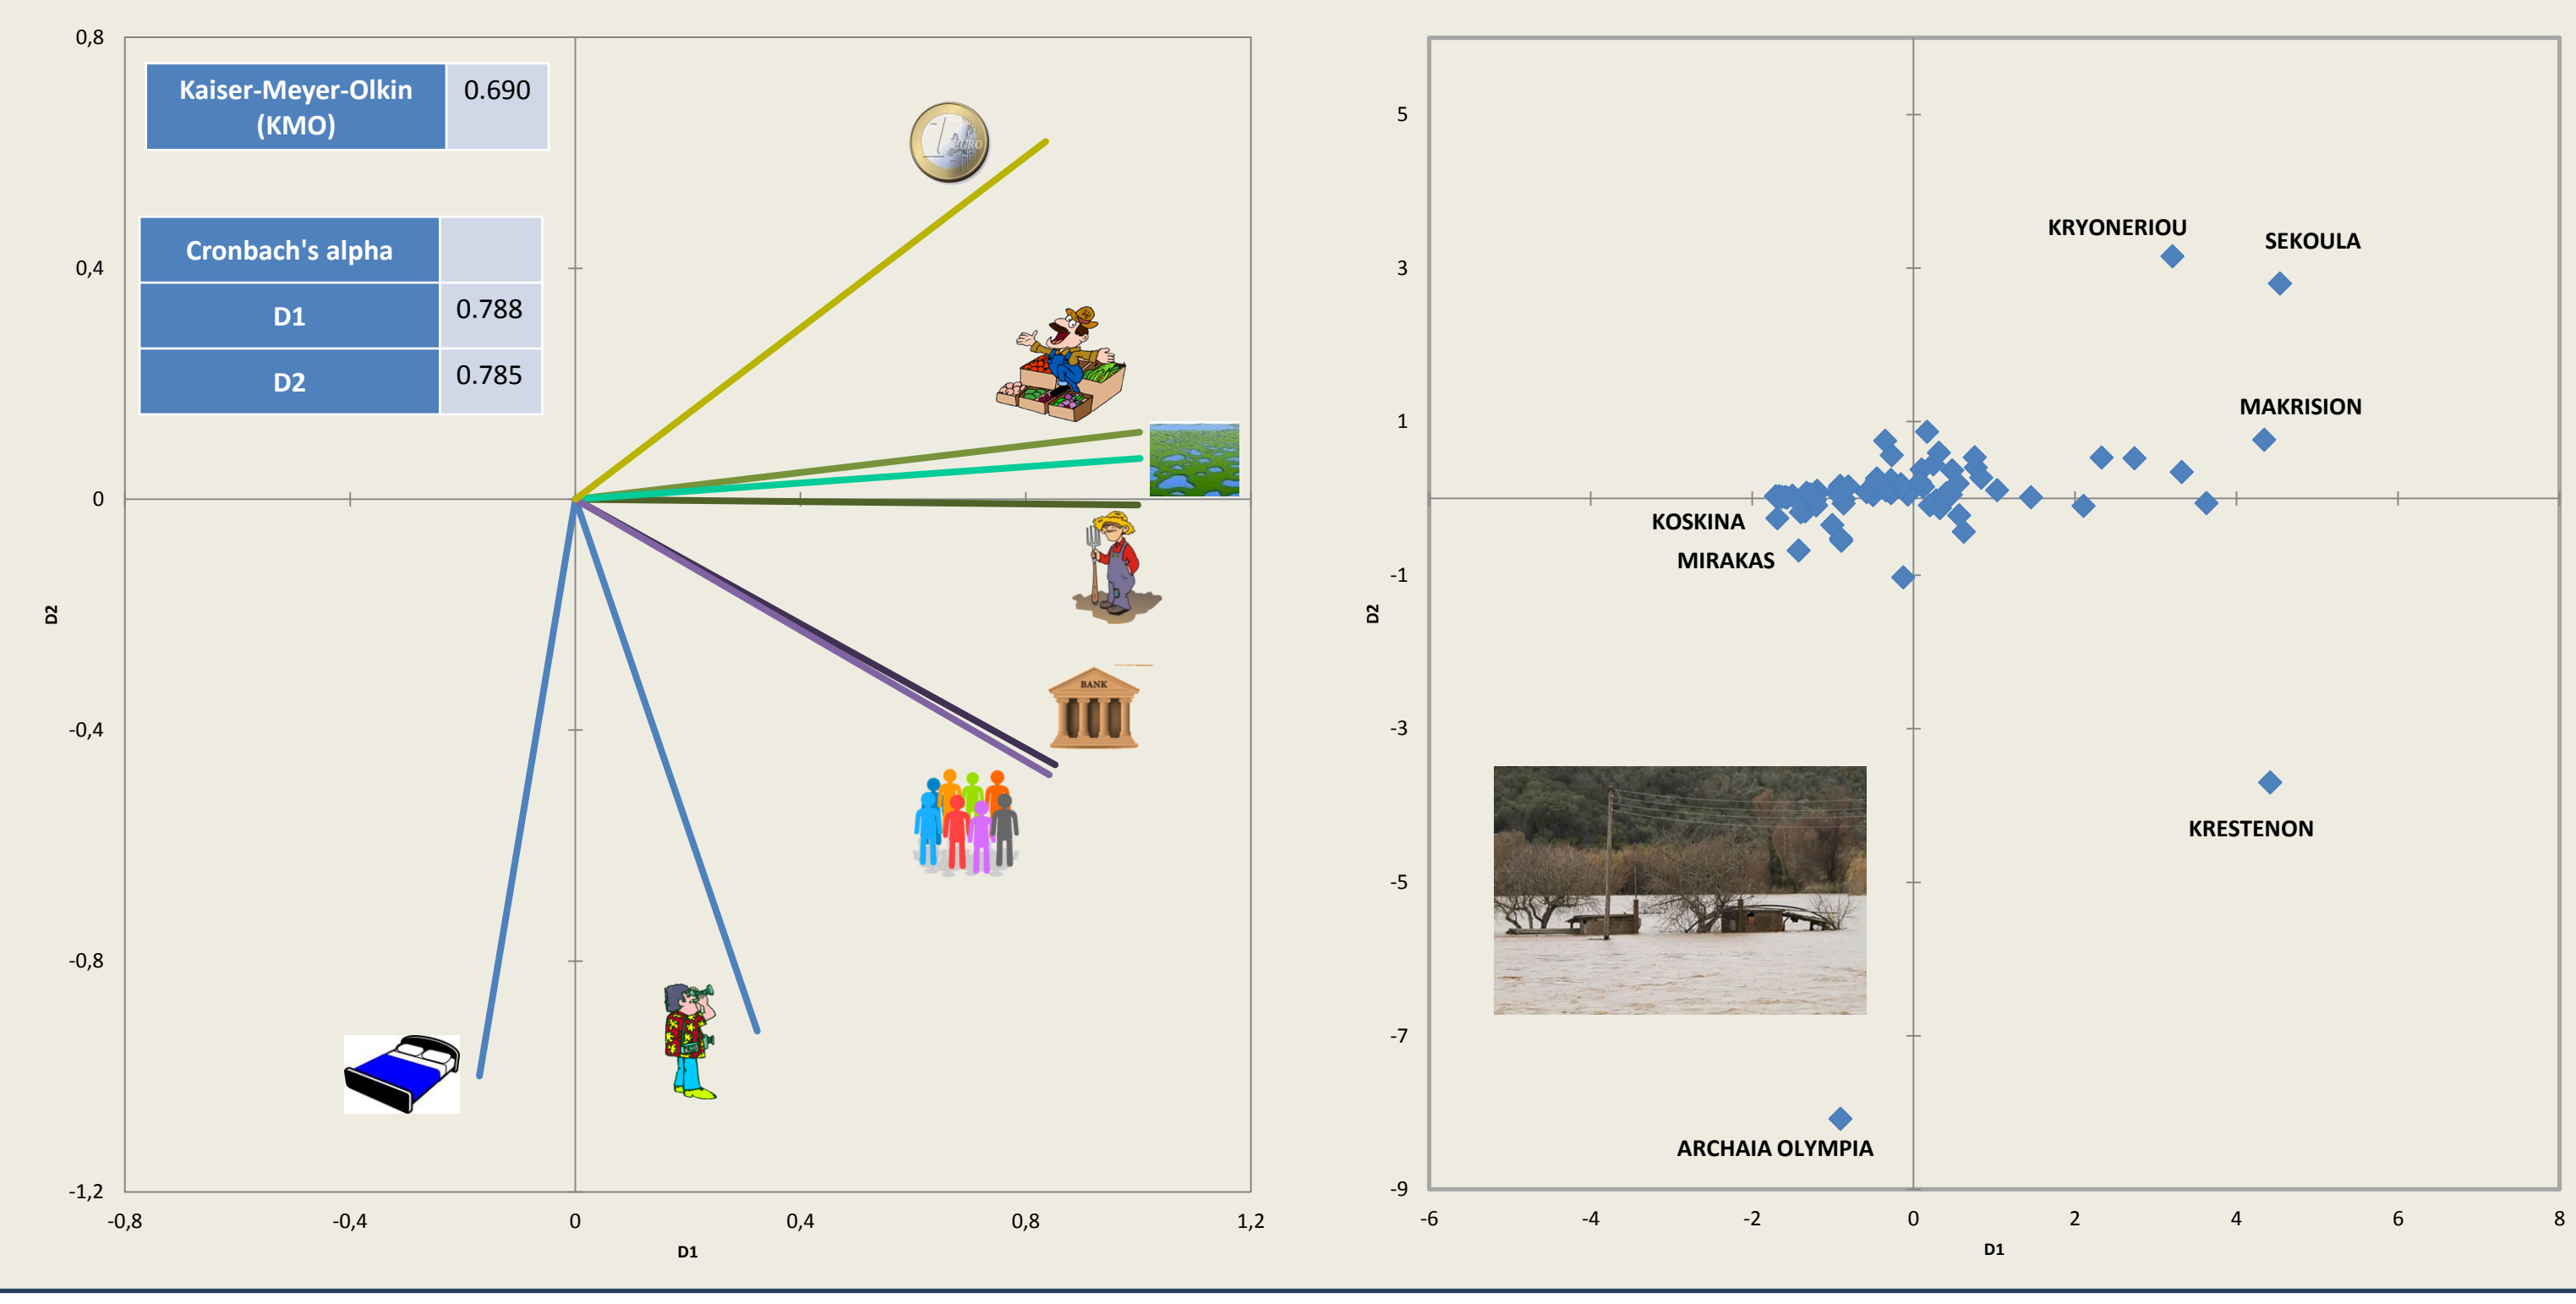 0,8
0,4
0
-0,4
-0,8
-1,2
-0,8
-0,4
0
0,4
0,8
1,2
D2
D1
Kaiser-Meyer-Olkin
(KMO)
0.690
Cronbach's alpha
D1
0.788
D2
0.785
1
EURO
BANK
5
3
1
-1
-3
-5
-7
-9
-6
-4
-2
0
2
4
6
8
D2
D1
KRYONERIOU
SEKOULA
MAKRISION
KOSKINA
MIRAKAS
KRESTENON
ARCHAIA OLYMPIA